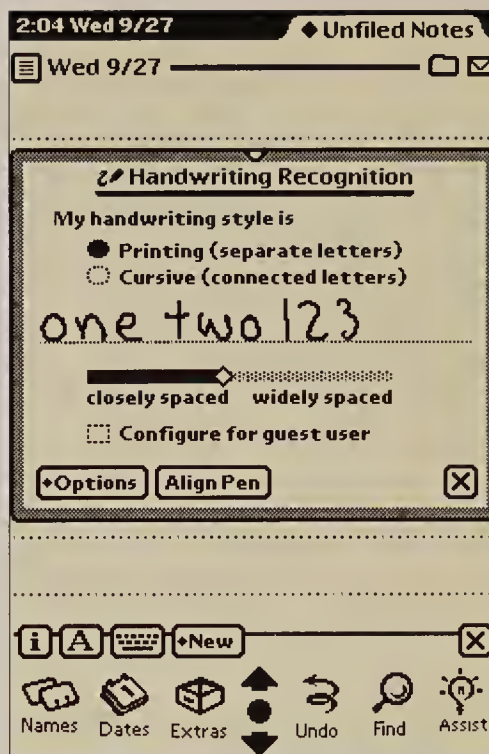 2:04 Wed 9/27 ◆Unfiled Notes
Wed 9/27
Handwriting Recognition
My handwriting style is
Printing (separate letters)
Cursive (connected letters)
one two 123
closely spaced widely spaced
Configure for guest user
◆Options Align Pen
i A ◆New
Names Dates Extras Undo Find Assist